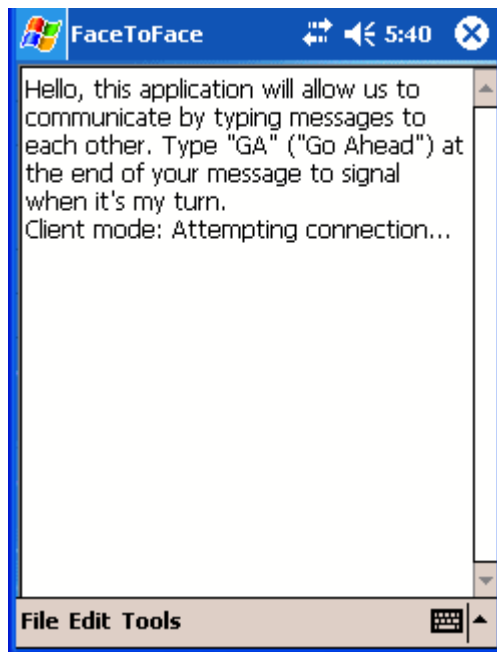 FaceToFace 5:40
Hello, this application will allow us to
communicate by typing messages to
each other. Type "GA" ("Go Ahead") at
the end of your message to signal
when it's my turn.
Client mode: Attempting connection...
File Edit Tools